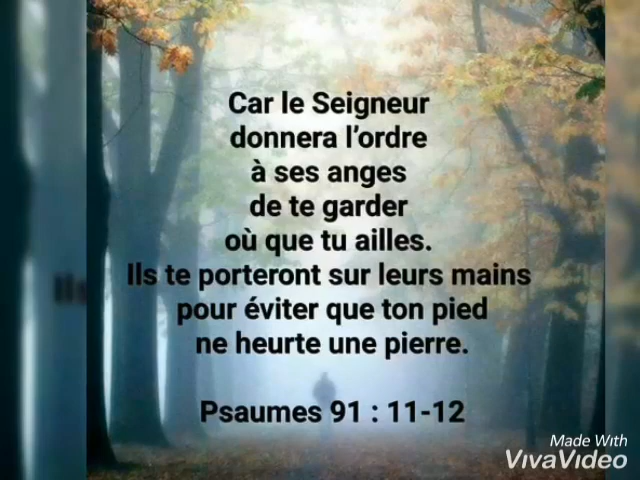 Car le Seigneur
donnera l’ordre
à ses anges
de te garder
où que tu ailles.
Ils te porteront sur leurs mains
pour éviter que ton pied
ne heurte une pierre.
Psaumes 91 : 11-12
Made With
VivaVideo